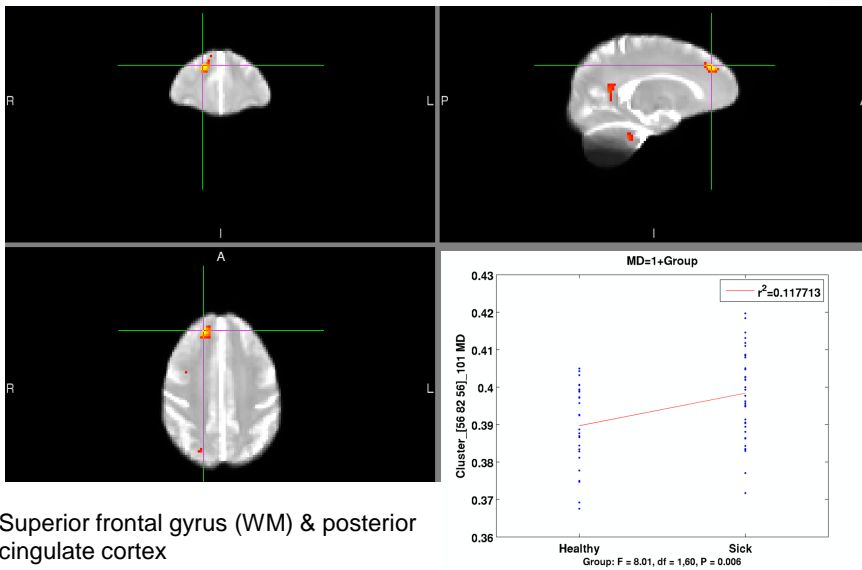 R
L
I
P
A
I
A
R
L
MD=1+Group
r2=0.117713
0.43
0.42
0.41
0.4
0.39
0.38
0.37
0.36
Cluster_[56 82 56]_101 MD
Healthy Sick
Group: F = 8.01, df = 1,60, P = 0.006
Superior frontal gyrus (WM) & posterior
cingulate cortex